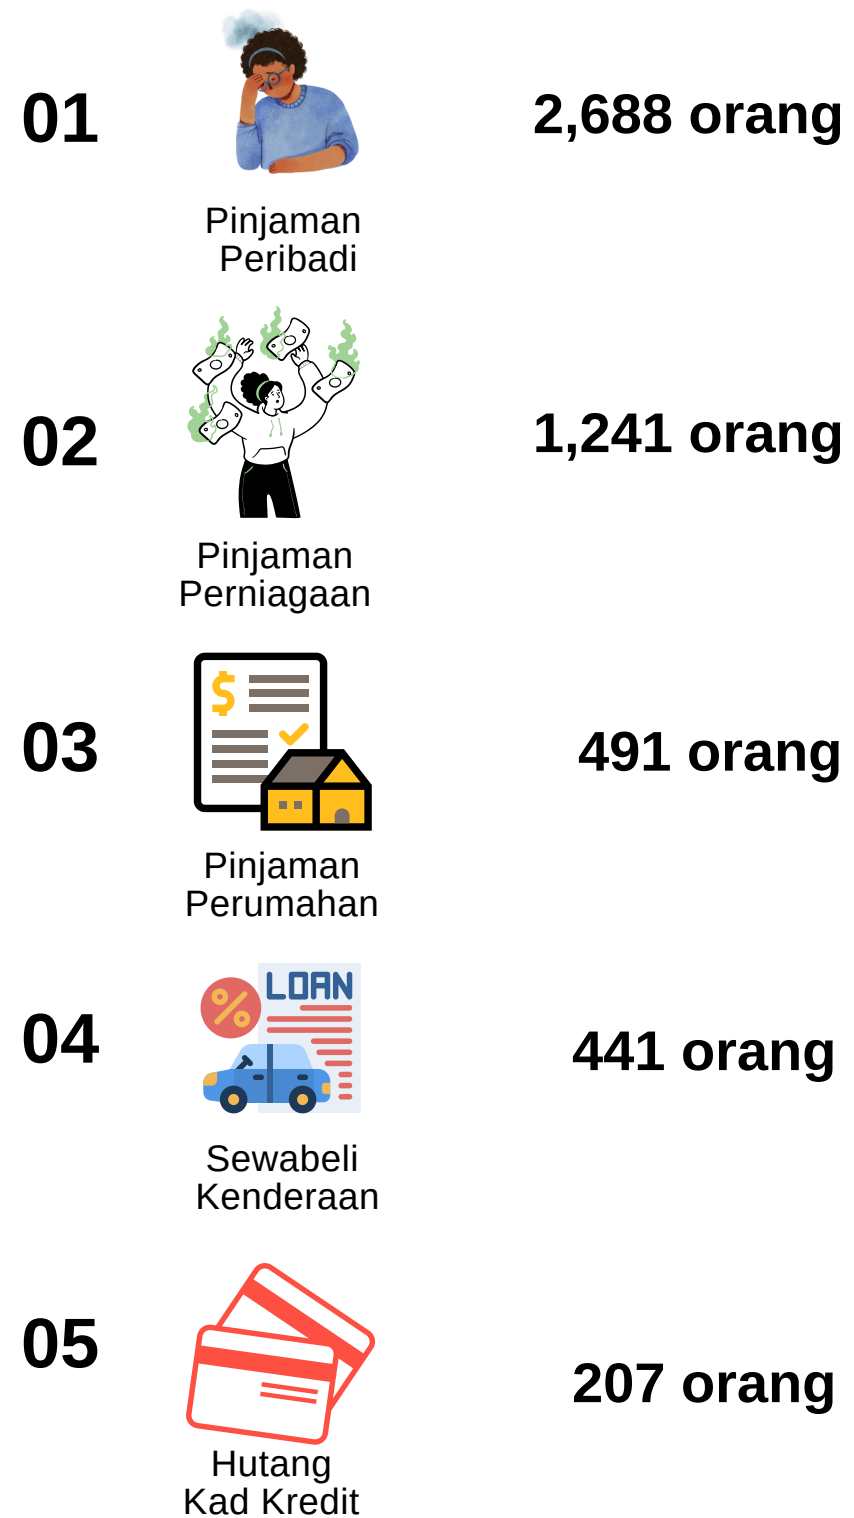 01
2,688 orang
Pinjaman
Peribadi
02
1,241 orang
Pinjaman
Perniagaan
$
03
491 orang
Pinjaman
Perumahan
%
LOAN
04
441 orang
Sewabeli
Kenderaan
05
207 orang
Hutang
Kad Kredit